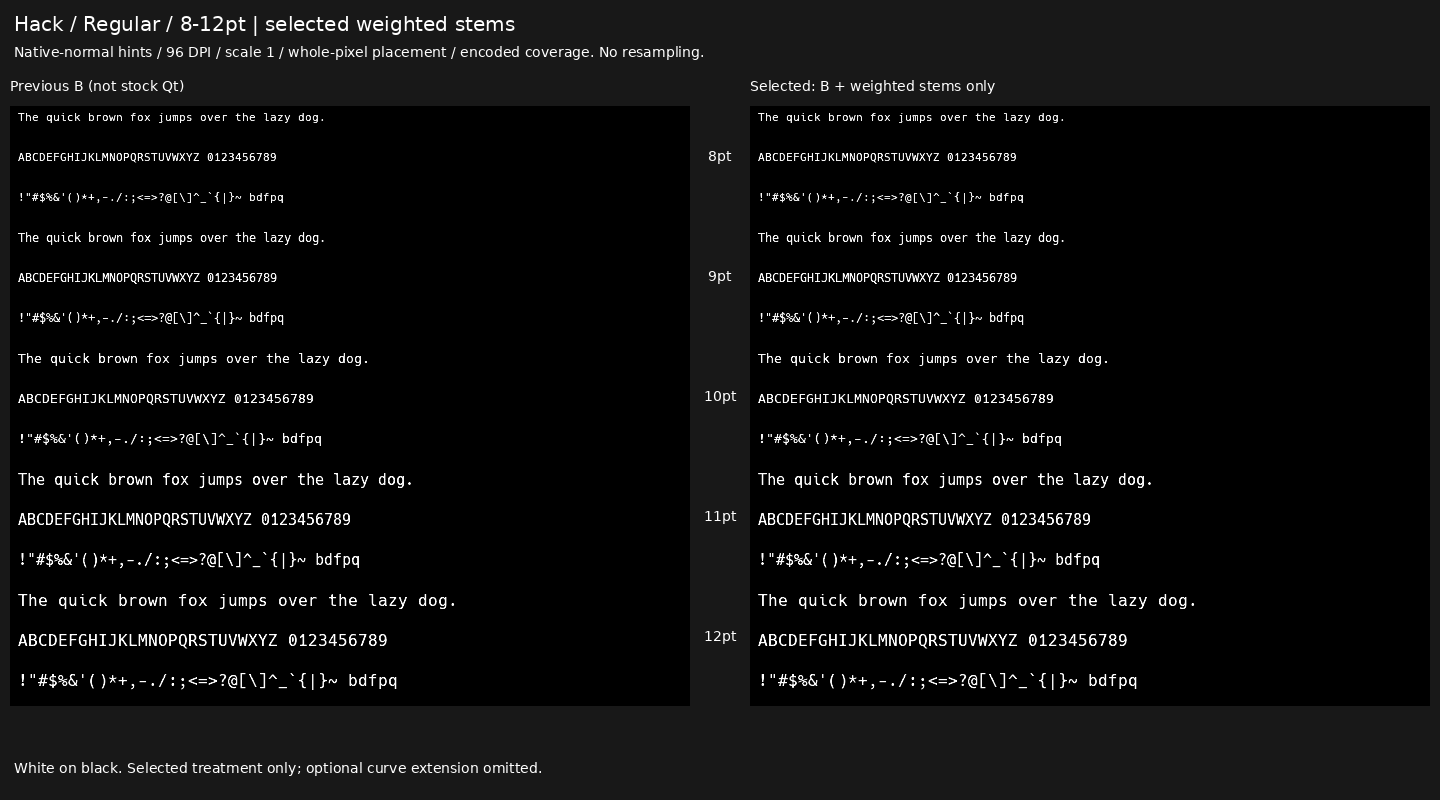 Hack / Regular / 8-12pt | selected weighted stems
Native-normal hints / 96 DPI / scale 1 / whole-pixel placement / encoded coverage. No resampling.
Previous B (not stock Qt)
The quick brown fox jumps over the lazy dog.
ABCDEFGHIJKLMNOPQRSTUVWXYZ 0123456789
!"#$%&'()*+,-./:;<=>?@[\]^_`{|}~ bdfpq
The quick brown fox jumps over the lazy dog.
ABCDEFGHIJKLMNOPQRSTUVWXYZ 0123456789
!"#$%&'()*+,-./:;<=>?@[\]^_`{|}~ bdfpq
The quick brown fox jumps over the lazy dog.
ABCDEFGHIJKLMNOPQRSTUVWXYZ 0123456789
!"#$%&'()*+,-./:;<=>?@[\]^_`{|}~ bdfpq
The quick brown fox jumps over the lazy dog.
ABCDEFGHIJKLMNOPQRSTUVWXYZ 0123456789
!"#$%&'()*+,-./:;<=>?@[\]^_`{|}~ bdfpq
The quick brown fox jumps over the lazy dog.
ABCDEFGHIJKLMNOPQRSTUVWXYZ 0123456789
!"#$%&'()*+,-./:;<=>?@[\]^_`{|}~ bdfpq
8pt
9pt
10pt
11pt
12pt
Selected: B + weighted stems only
The quick brown fox jumps over the lazy dog.
ABCDEFGHIJKLMNOPQRSTUVWXYZ 0123456789
!"#$%&'()*+,-./:;<=>?@[\]^_`{|}~ bdfpq
The quick brown fox jumps over the lazy dog.
ABCDEFGHIJKLMNOPQRSTUVWXYZ 0123456789
!"#$%&'()*+,-./:;<=>?@[\]^_`{|}~ bdfpq
The quick brown fox jumps over the lazy dog.
ABCDEFGHIJKLMNOPQRSTUVWXYZ 0123456789
!"#$%&'()*+,-./:;<=>?@[\]^_`{|}~ bdfpq
The quick brown fox jumps over the lazy dog.
ABCDEFGHIJKLMNOPQRSTUVWXYZ 0123456789
!"#$%&'()*+,-./:;<=>?@[\]^_`{|}~ bdfpq
The quick brown fox jumps over the lazy dog.
ABCDEFGHIJKLMNOPQRSTUVWXYZ 0123456789
!"#$%&'()*+,-./:;<=>?@[\]^_`{|}~ bdfpq
White on black. Selected treatment only; optional curve extension omitted.